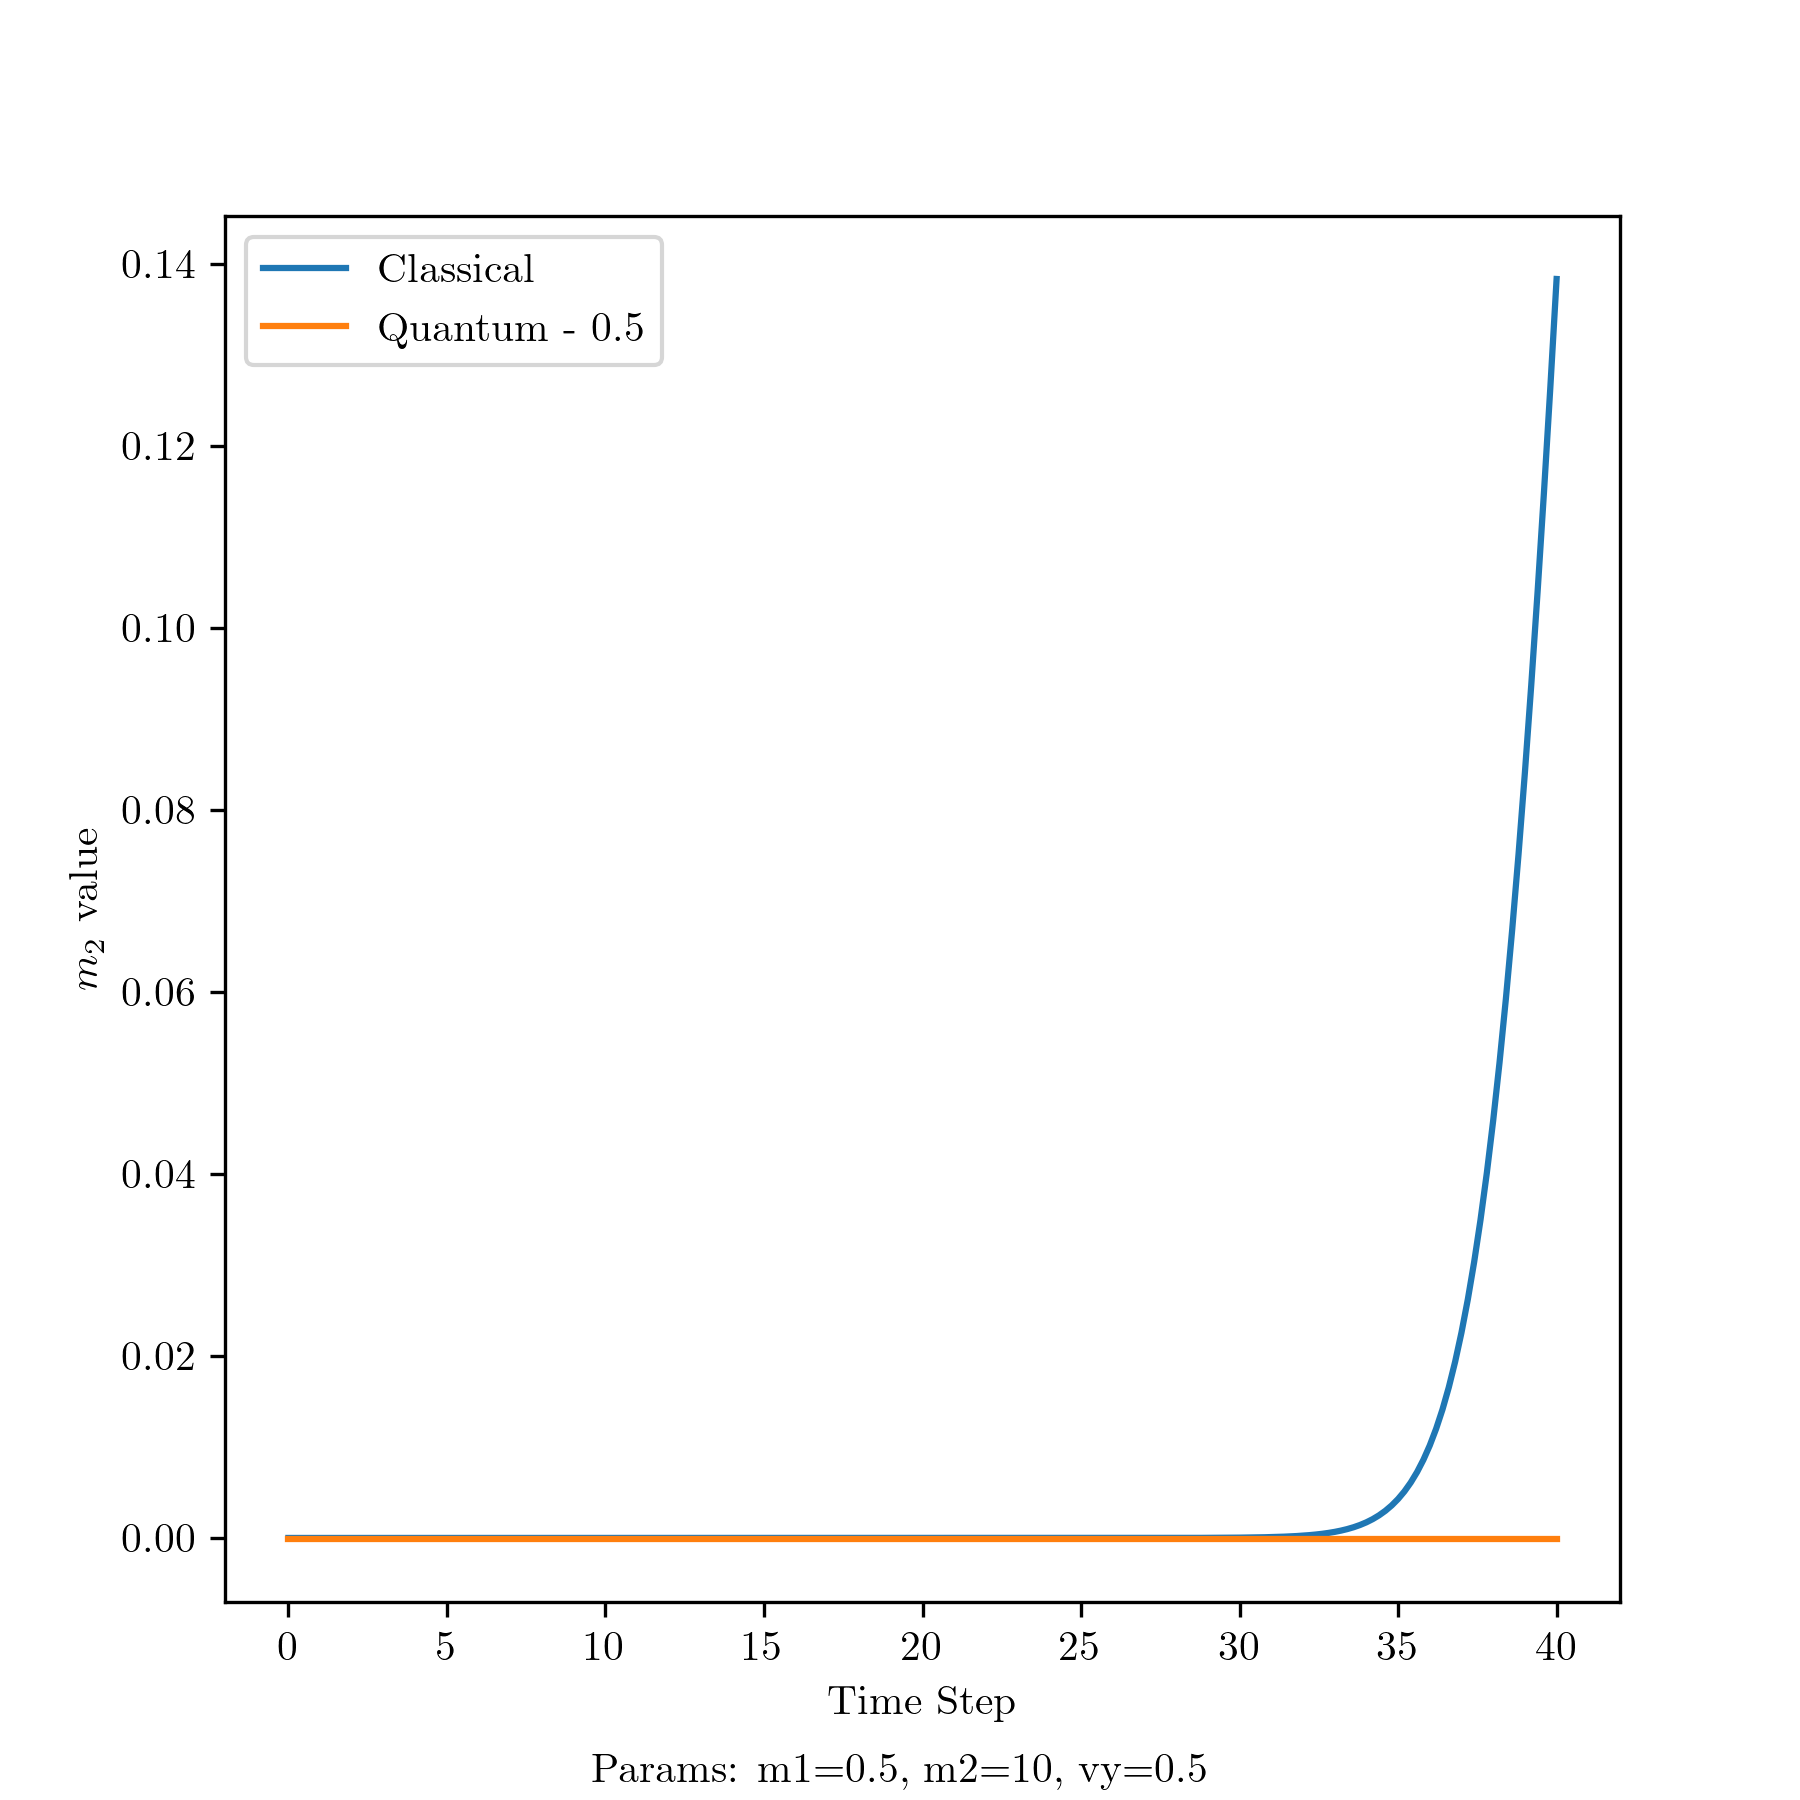 Classical
Quantum - 0.5
0.14
0.12
0.10
0.08
0.06
0.04
0.02
0.00
m₂ value
0 5 10 15 20 25 30 35 40
Time Step
Params: m1=0.5, m2=10, vy=0.5